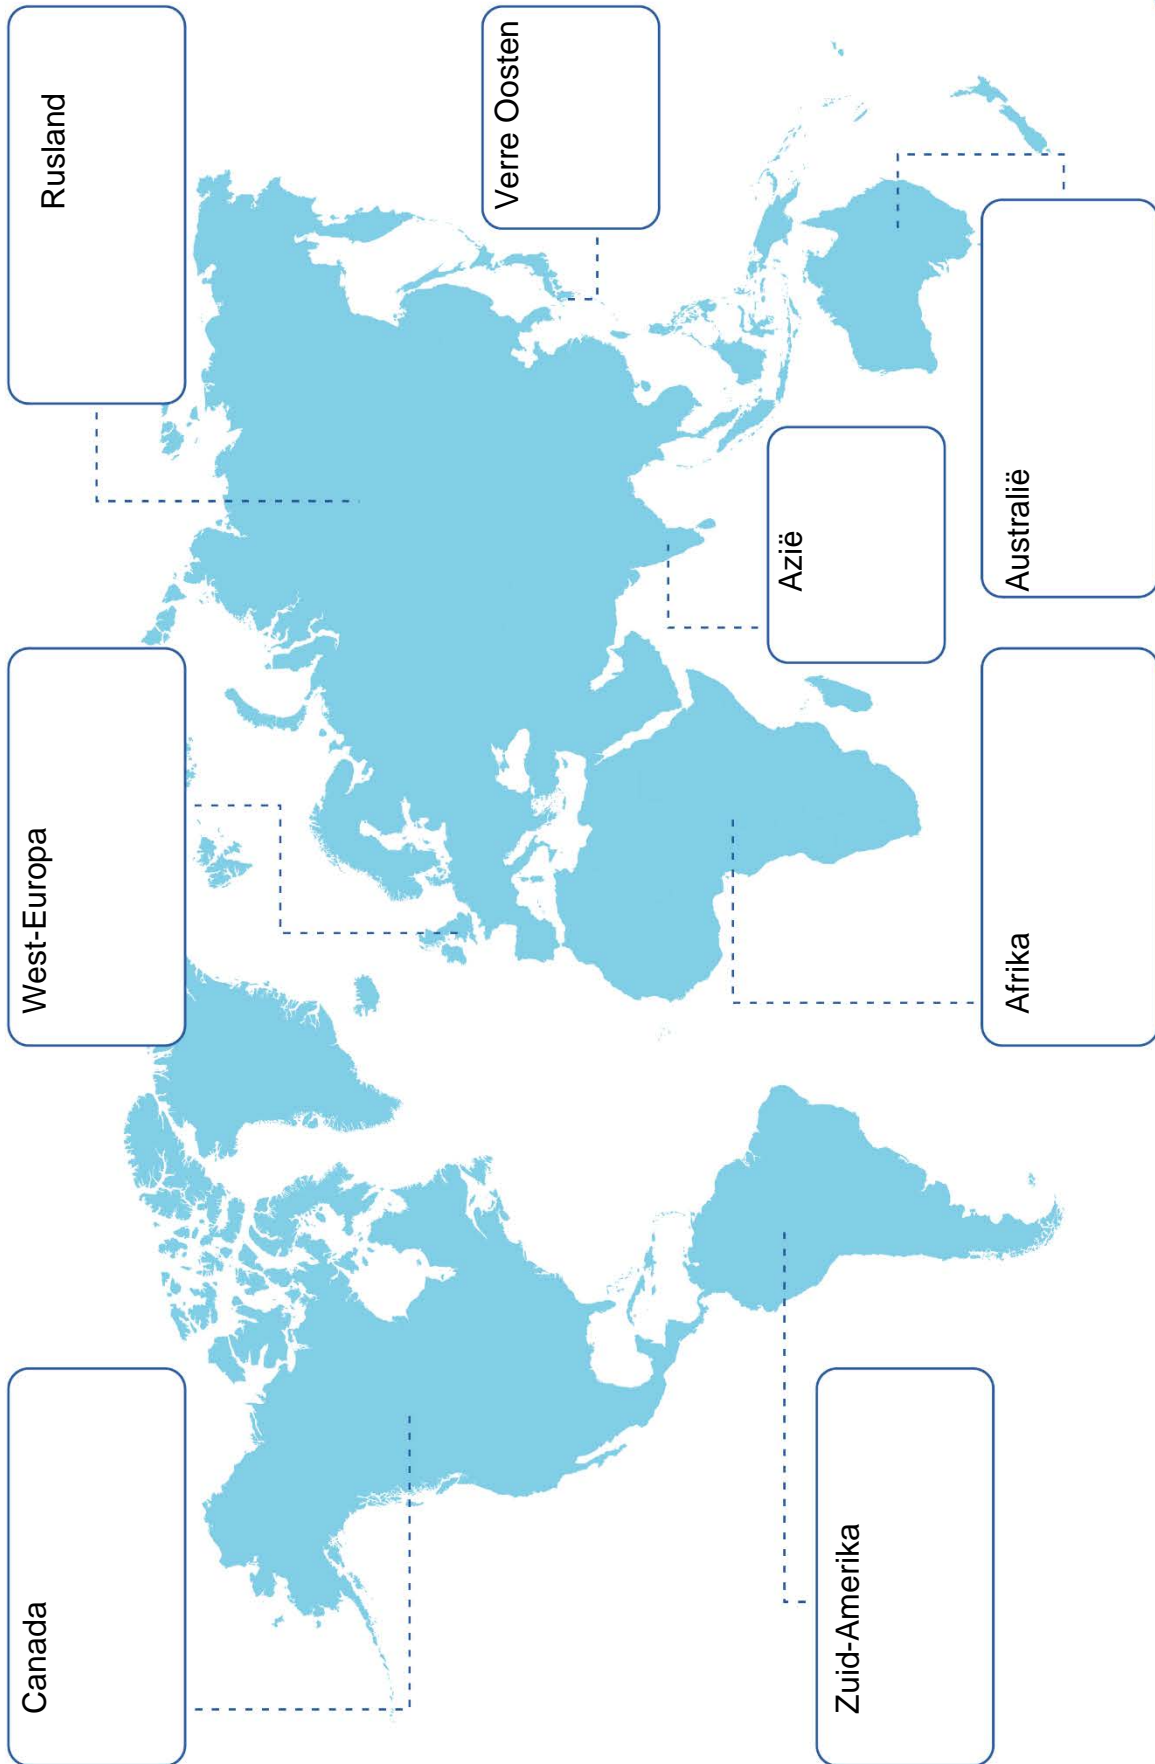 Canada
West-Europa
Rusland
Verre Oosten
Zuid-Amerika
Afrika
Azië
Australië